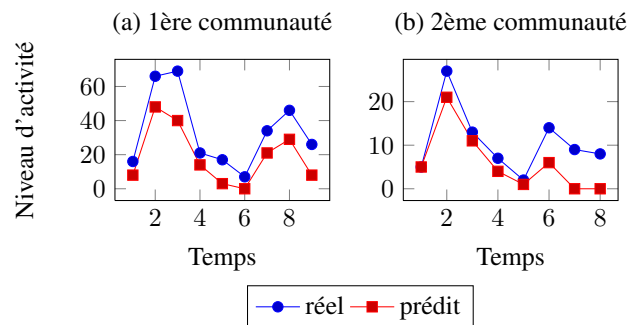 (a) 1ère communauté
(b) 2ème communauté
Niveau d'activité
60
40
20
0
2
4
6
8
Temps
20
10
0
2
4
6
8
Temps
réel
prédit